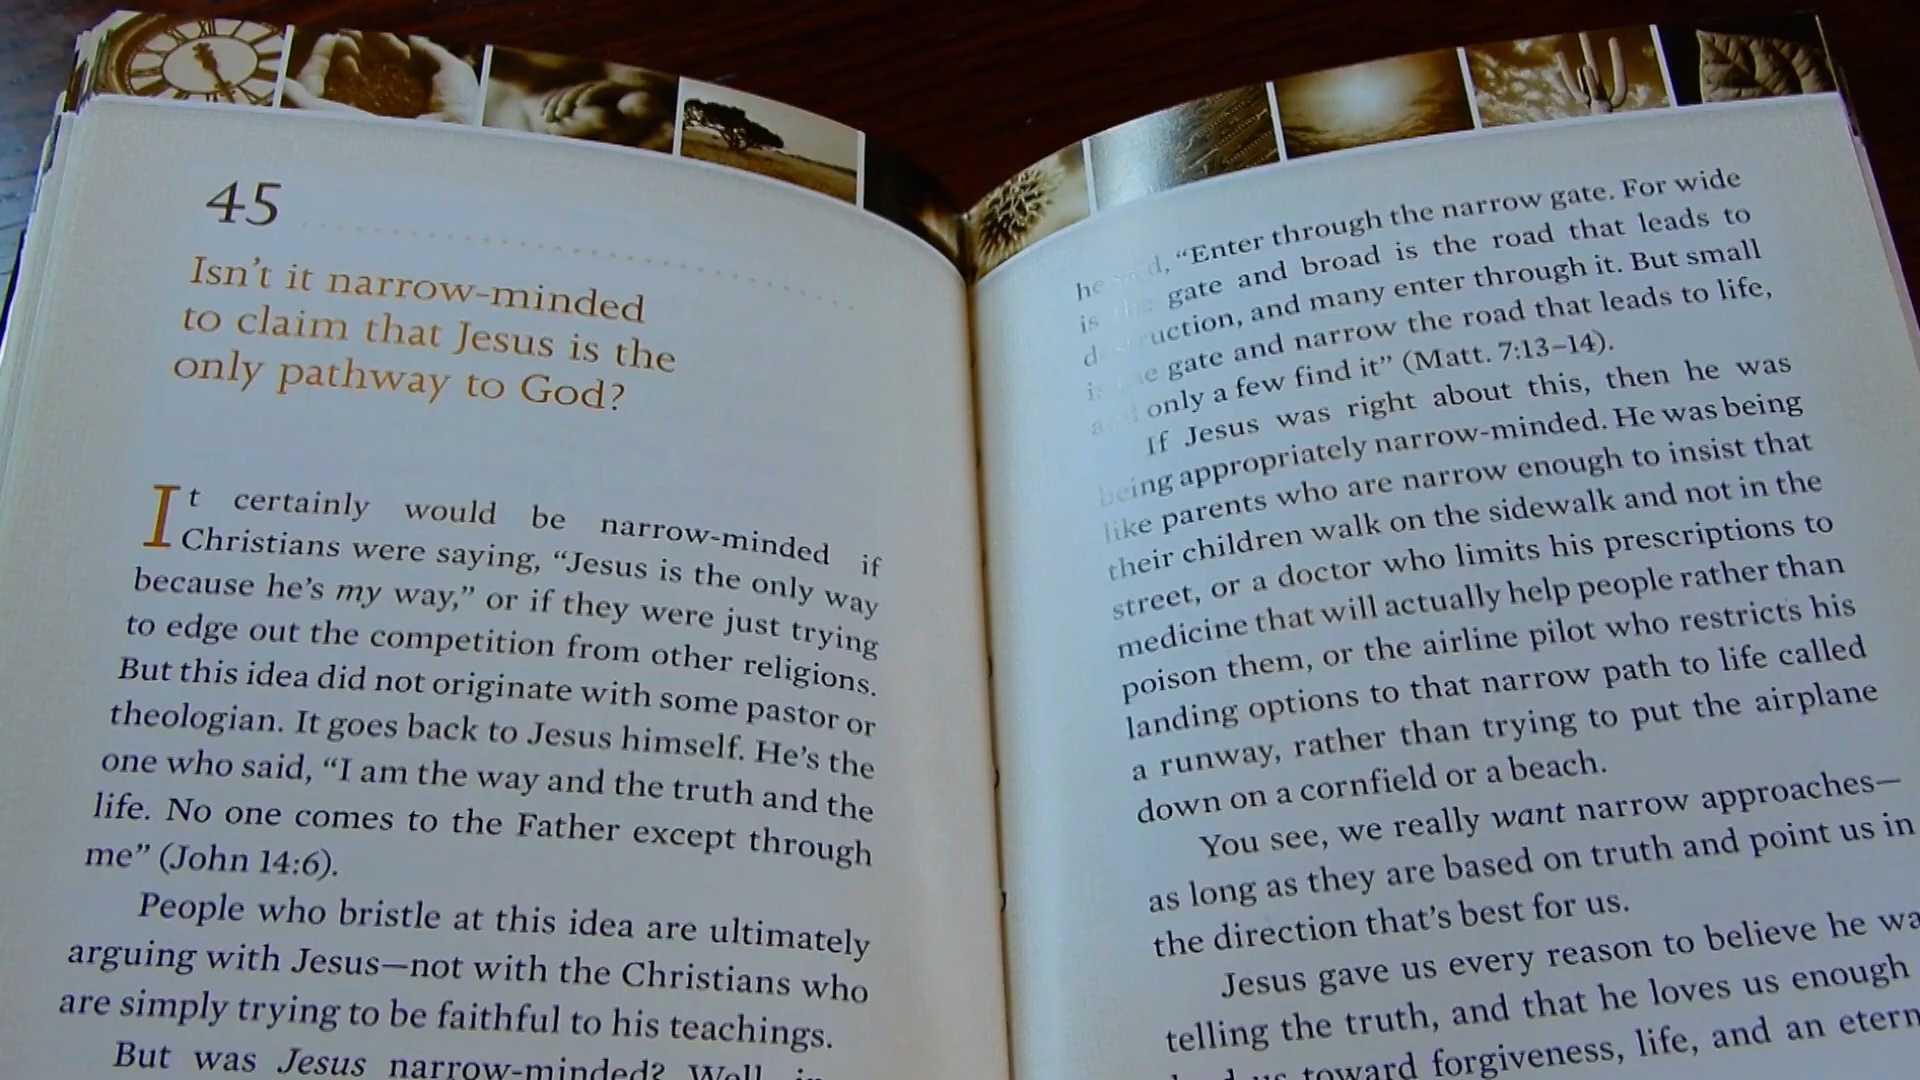 45
Isn't it narrow-minded
to claim that Jesus is the
only pathway to God?
It certainly would be narrow-minded if
Christians were saying, “Jesus is the only way
because he's my way,” or if they were just trying
to edge out the competition from other religions.
But this idea did not originate with some pastor or
theologian. It goes back to Jesus himself. He's the
one who said, “I am the way and the truth and the
life. No one comes to the Father except through
me” (John 14:6).
People who bristle at this idea are ultimately
arguing with Jesus—not with the Christians who
are simply trying to be faithful to his teachings.
But was Jesus narrow-minded? Well, in
he said, “Enter through the narrow gate. For wide
is the gate and broad is the road that leads to
destruction, and many enter through it. But small
is the gate and narrow the road that leads to life,
and only a few find it” (Matt. 7:13–14).
If Jesus was right about this, then he was
being appropriately narrow-minded. He was being
like parents who are narrow enough to insist that
their children walk on the sidewalk and not in the
street, or a doctor who limits his prescriptions to
medicine that will actually help people rather than
poison them, or the airline pilot who restricts his
landing options to that narrow path to life called
a runway, rather than trying to put the airplane
down on a cornfield or a beach.
You see, we really want narrow approaches—
as long as they are based on truth and point us in
the direction that's best for us.
Jesus gave us every reason to believe he wa
telling the truth, and that he loves us enough
us toward forgiveness, life, and an etern